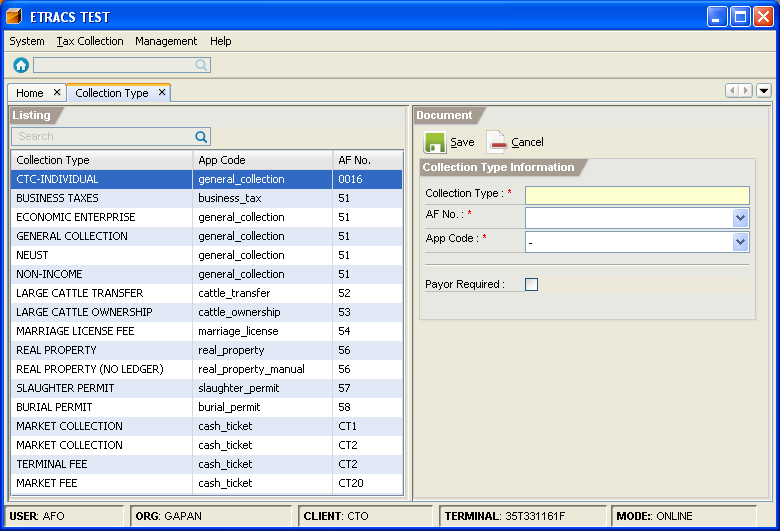 ETRACS TEST
System Tax Collection Management Help
Home Collection Type
Listing
Search
Collection Type App Code AF No.
CTC-INDIVIDUAL general_collection 0016
BUSINESS TAXES business_tax 51
ECONOMIC ENTERPRISE general_collection 51
GENERAL COLLECTION general_collection 51
NEUST general_collection 51
NON-INCOME general_collection 51
LARGE CATTLE TRANSFER cattle_transfer 52
LARGE CATTLE OWNERSHIP cattle_ownership 53
MARRIAGE LICENSE FEE marriage_license 54
REAL PROPERTY real_property 56
REAL PROPERTY (NO LEDGER) real_property_manual 56
SLAUGHTER PERMIT slaughter_permit 57
BURIAL PERMIT burial_permit 58
MARKET COLLECTION cash_ticket CT1
MARKET COLLECTION cash_ticket CT2
TERMINAL FEE cash_ticket CT2
MARKET FEE cash_ticket CT20
Document
Save Cancel
Collection Type Information
Collection Type : *
AF No. : *
App Code : * -
Payor Required :
USER: AFO ORG: GAPAN CLIENT: CTO TERMINAL: 35T331161F MODE:: ONLINE